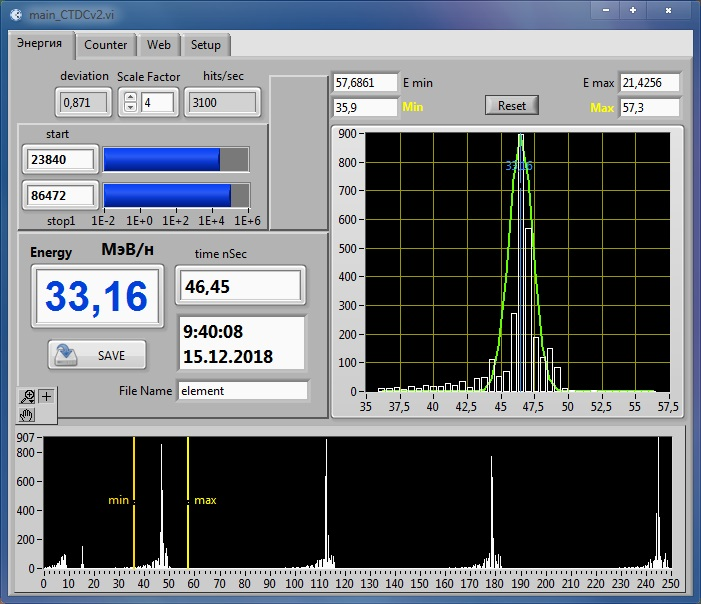 main_CTDCv2.vi
Энергия Counter Web Setup
deviation Scale Factor hits/sec
0,871 4 3100
57,6861 E min E max 21,4256
35,9 Min Reset Max 57,3
start
23840
86472
stop1 1E-2 1E+0 1E+2 1E+4 1E+6
Energy МэВ/н time nSec
33,16 46,45
9:40:08
15.12.2018
SAVE
File Name element
900
800
700
600
500
400
300
200
100
0
33,16
35 37,5 40 42,5 45 47,5 50 52,5 55 57,5
907
800
600
400
200
0
min max
0 10 20 30 40 50 60 70 80 90 100 110 120 130 140 150 160 170 180 190 200 210 220 230 240 250